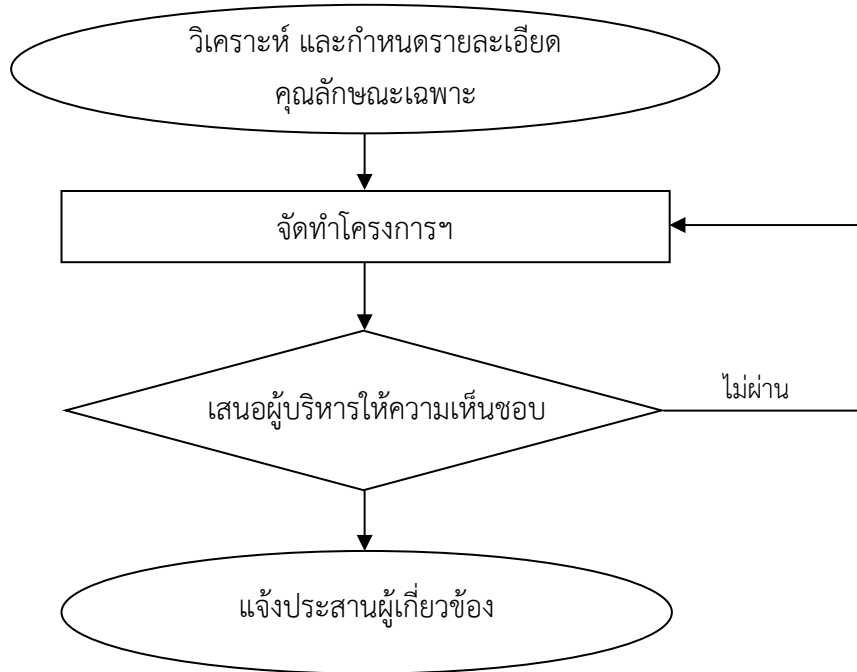 วิเคราะห์ และกำหนดรายละเอียด
คุณลักษณะเฉพาะ
จัดทำโครงการฯ
เสนอผู้บริหารให้ความเห็นชอบ
ไม่ผ่าน
แจ้งประสานผู้เกี่ยวข้อง